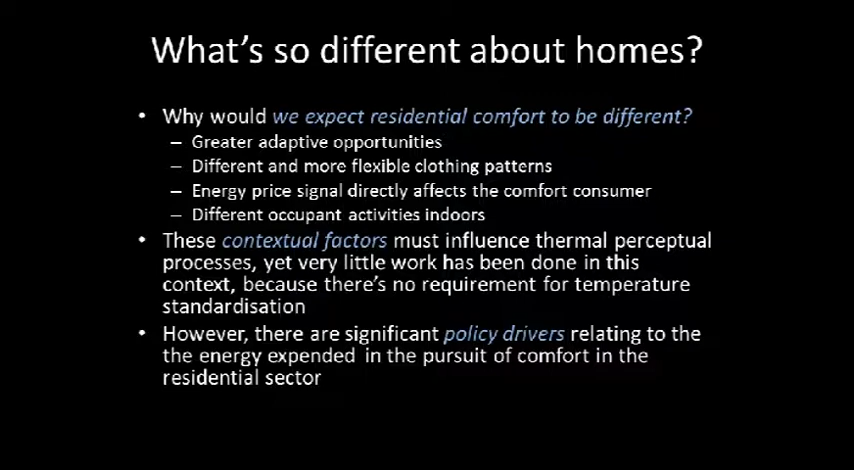 What's so different about homes?
• Why would we expect residential comfort to be different?
– Greater adaptive opportunities
– Different and more flexible clothing patterns
– Energy price signal directly affects the comfort consumer
– Different occupant activities indoors
• These contextual factors must influence thermal perceptual
processes, yet very little work has been done in this
context, because there's no requirement for temperature
standardisation
• However, there are significant policy drivers relating to the
the energy expended in the pursuit of comfort in the
residential sector